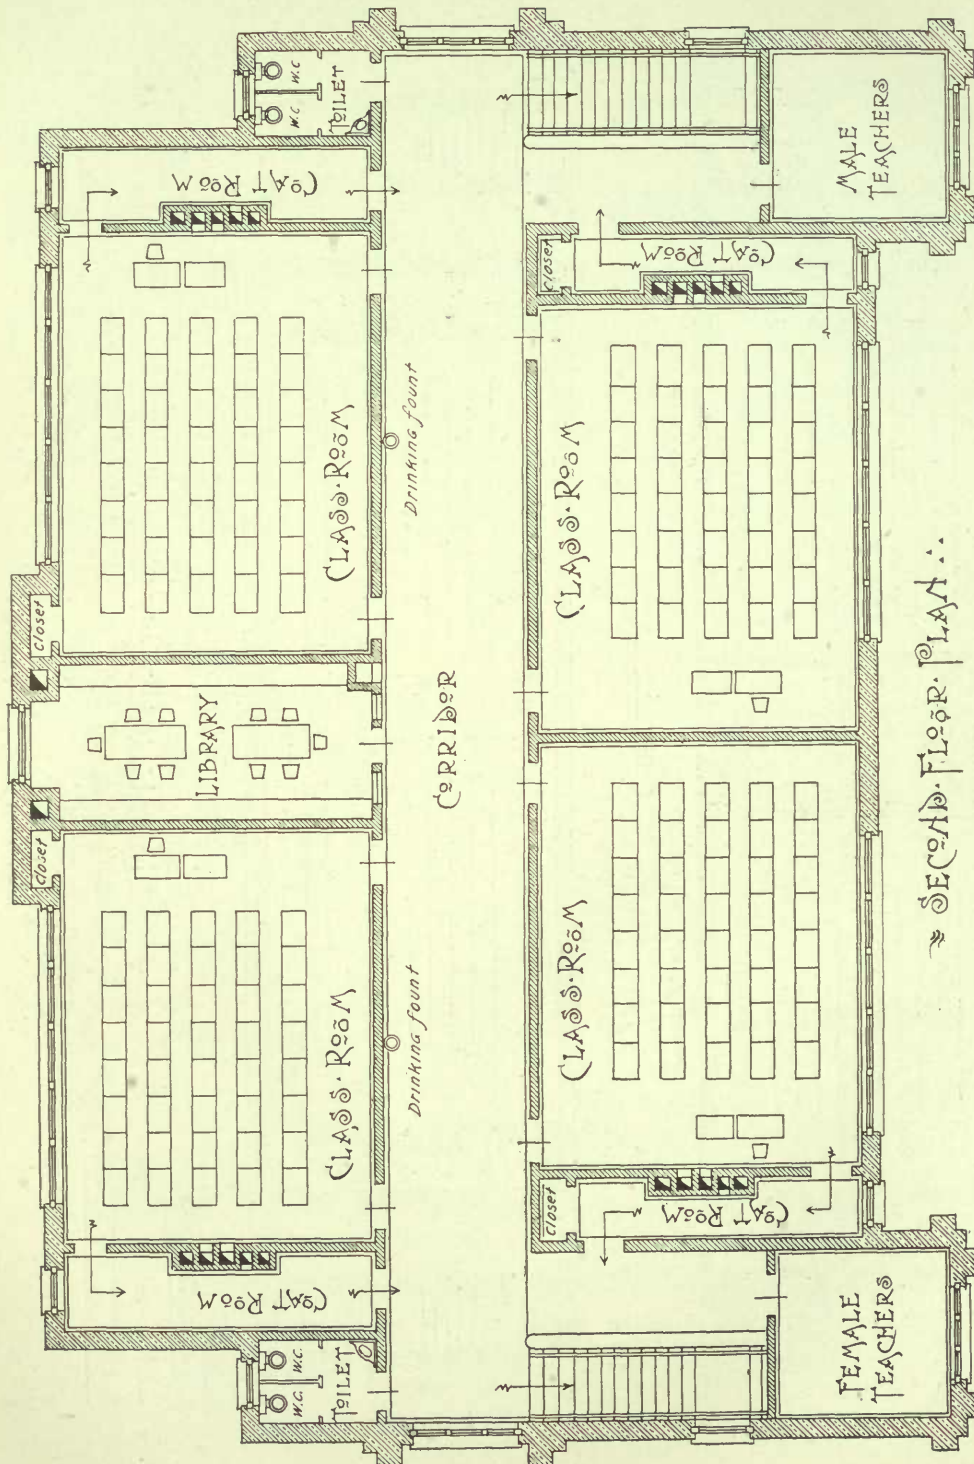 W.C.
W.C.
TOILET
COAT ROOM
Closet
CLASS·ROOM
Drinking fount
LIBRARY
Closet
CLASS·ROOM
Drinking fount
COAT ROOM
W.C
W.C
TOILET
CORRIDOR
FEMALE
TEACHERS
Closet
COAT ROOM
CLASS·ROOM
CLASS·ROOM
Closet
COAT ROOM
MALE
TEACHERS
SECOND·FLOOR·PLAN